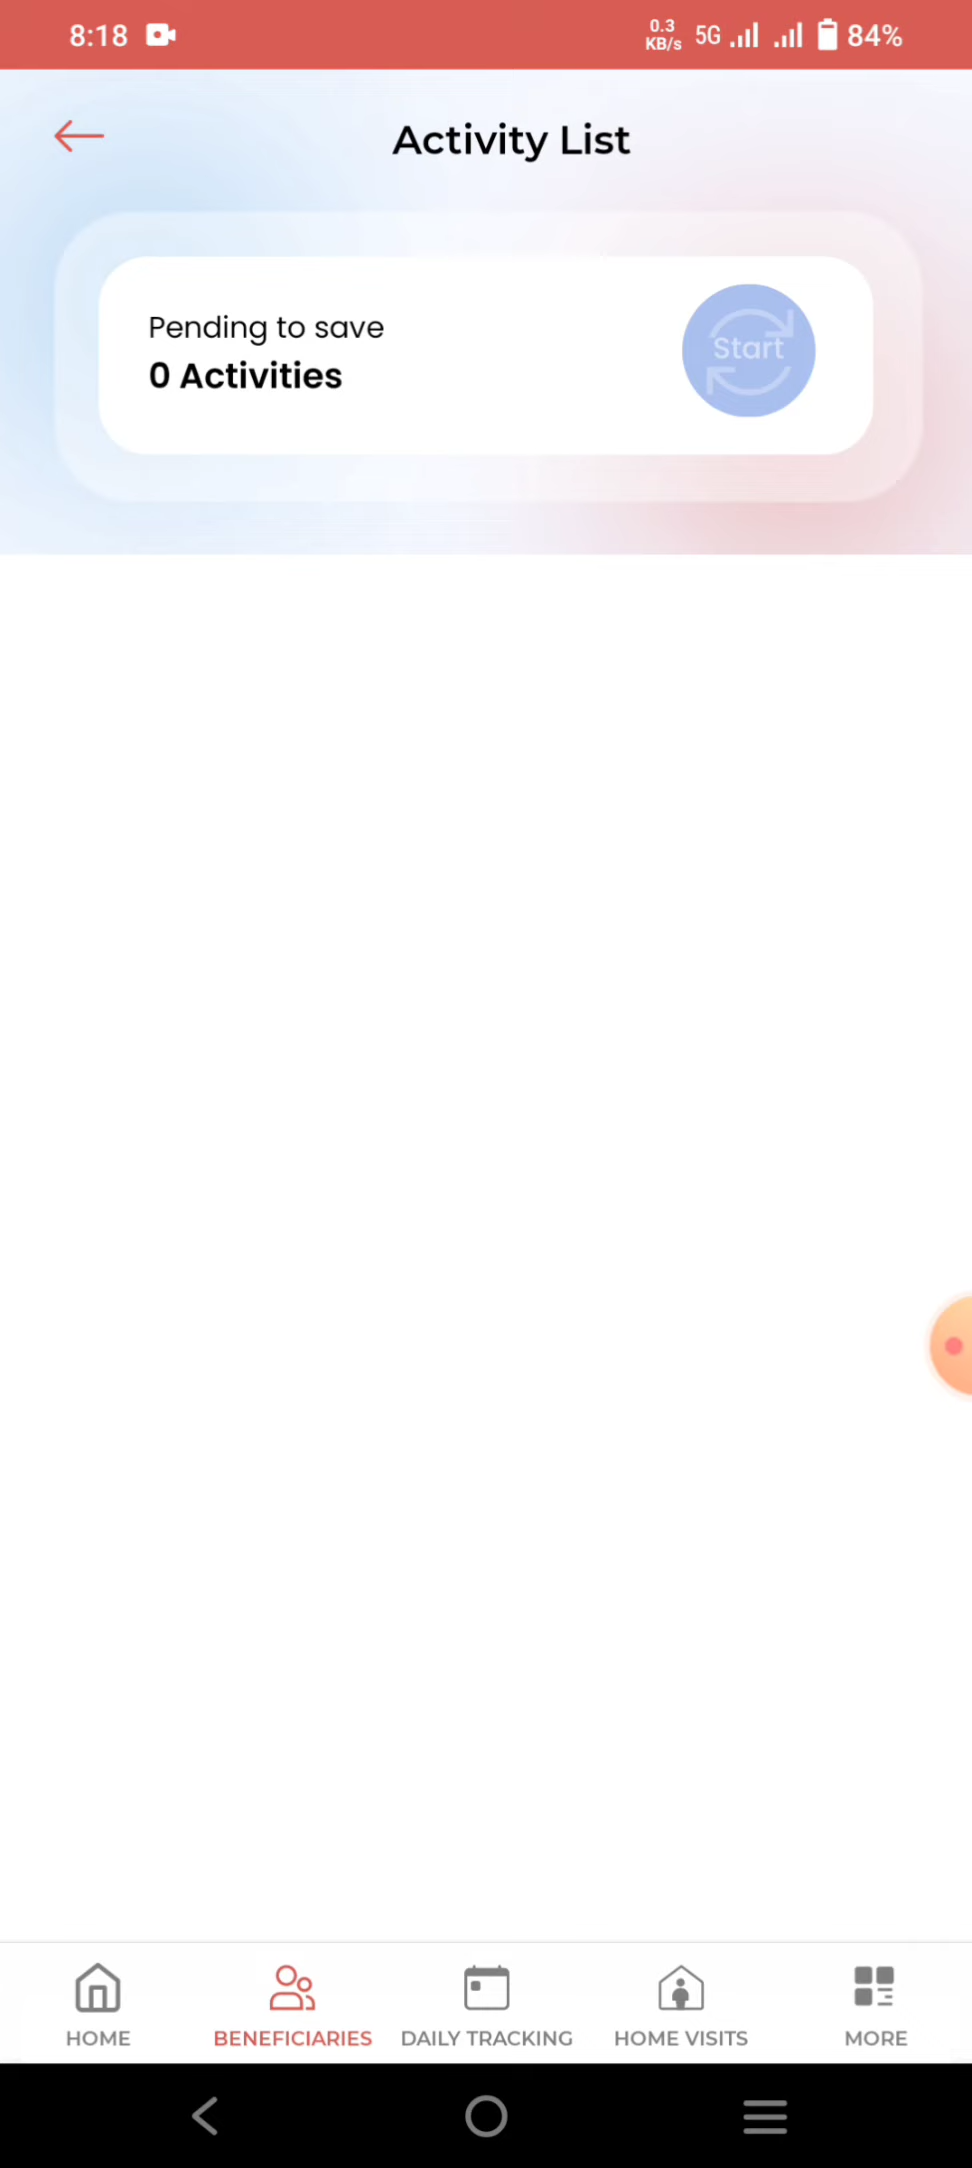 8:18
0.3
KB/s
5G
84%
Activity List
Pending to save
0 Activities
Start
HOME
BENEFICIARIES
DAILY TRACKING
HOME VISITS
MORE